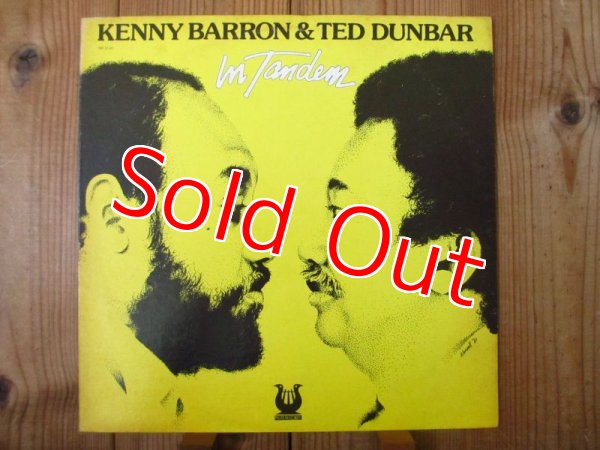 KENNY BARRON & TED DUNBAR
In Tandem
Sold Out